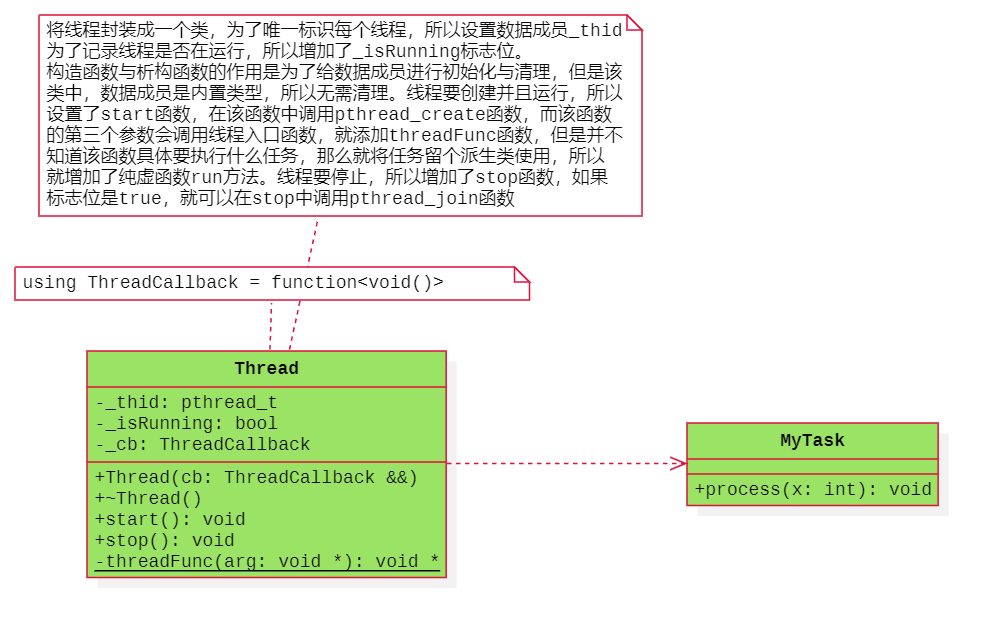 将线程封装成一个类，为了唯一标识每个线程，所以设置数据成员_thid
为了记录线程是否在运行，所以增加了_isRunning标志位。
构造函数与析构函数的作用是为了给数据成员进行初始化与清理，但是该
类中，数据成员是内置类型，所以无需清理。线程要创建并且运行，所以
设置了start函数，在该函数中调用pthread_create函数，而该函数
的第三个参数会调用线程入口函数，就添加threadFunc函数，但是并不
知道该函数具体要执行什么任务，那么就将任务留个派生类使用，所以
就增加了纯虚函数run方法。线程要停止，所以增加了stop函数，如果
标志位是true，就可以在stop中调用pthread_join函数
using ThreadCallback = function<void()>
Thread
-_thid: pthread_t
-_isRunning: bool
-_cb: ThreadCallback
+Thread(cb: ThreadCallback &&)
+~Thread()
+start(): void
+stop(): void
-threadFunc(arg: void *): void *
MyTask
+process(x: int): void